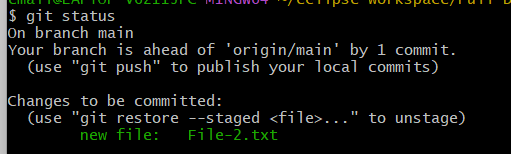 $ git status
On branch main
Your branch is ahead of 'origin/main' by 1 commit.
  (use "git push" to publish your local commits)

Changes to be committed:
  (use "git restore --staged <file>..." to unstage)
        new file:   File-2.txt